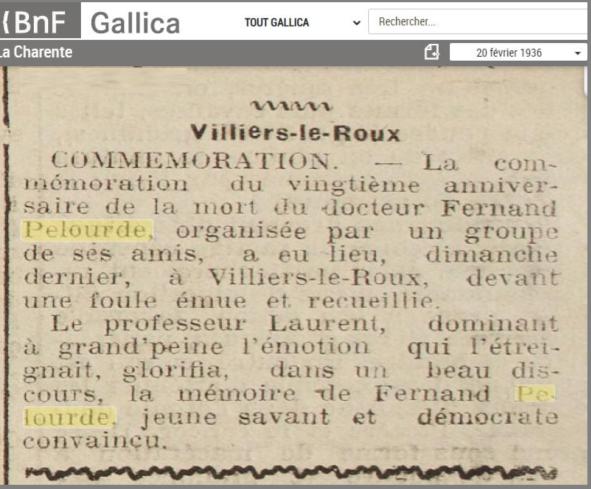 {BnF Gallica TOUT GALLICA Rechercher...
La Charente 20 février 1936
Villiers-le-Roux
COMMEMORATION. — La com-
mémoration du vingtième anniver-
saire de la mort du docteur Fernand
Pelourde, organisée par un groupe
de ses amis, a eu lieu, dimanche
dernier, à Villiers-le-Roux, devant
une foule émue et recueillie.
Le professeur Laurent, dominant
à grand'peine l'émotion qui l'étrei-
gnait, glorifia, dans un beau dis-
cours, la mémoire de Fernand Pe-
lourde, jeune savant et démocrate
convaincu.